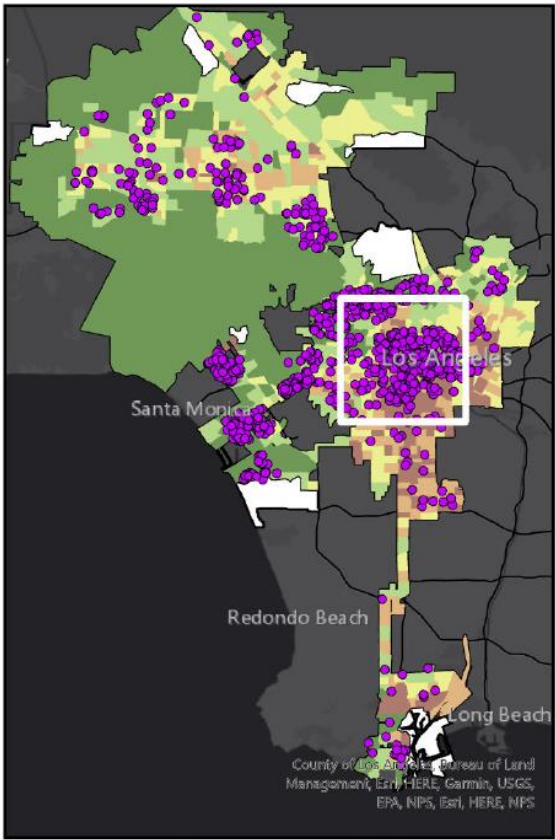 Los Angeles
Santa Monica
Redondo Beach
Long Beach
County of Los Angeles, Bureau of Land
Management, Esri, HERE, Garmin, USGS,
EPA, NPS, Esri, HERE, NPS